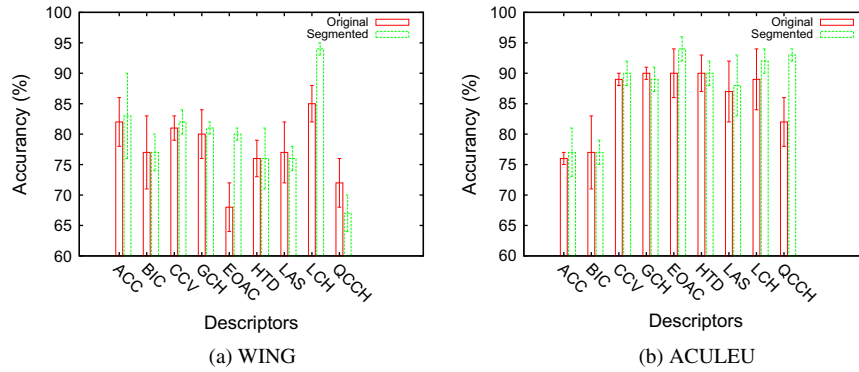 100
95
90
85
80
75
70
65
60
Accurancy (%)
Original
Segmented
ACC
BIC
CCV
GCH
EOAC
HTD
LAS
LCH
QCCH
Descriptors
(a) WING
100
95
90
85
80
75
70
65
60
Accurancy (%)
Original
Segmented
ACC
BIC
CCV
GCH
EOAC
HTD
LAS
LCH
QCCH
Descriptors
(b) ACULEU